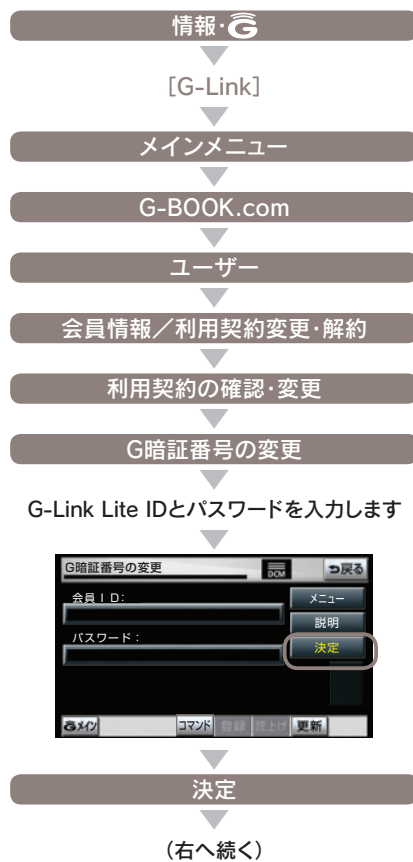 情報・G
[G-Link]
メインメニュー
G-BOOK.com
ユーザー
会員情報／利用契約変更・解約
利用契約の確認・変更
G暗証番号の変更
G-Link Lite IDとパスワードを入力します
G暗証番号の変更
DCM
戻る
会員ID：
メニュー
説明
パスワード：
決定
Gメイン
コマンド
登録
読上げ
更新
決定
(右へ続く)